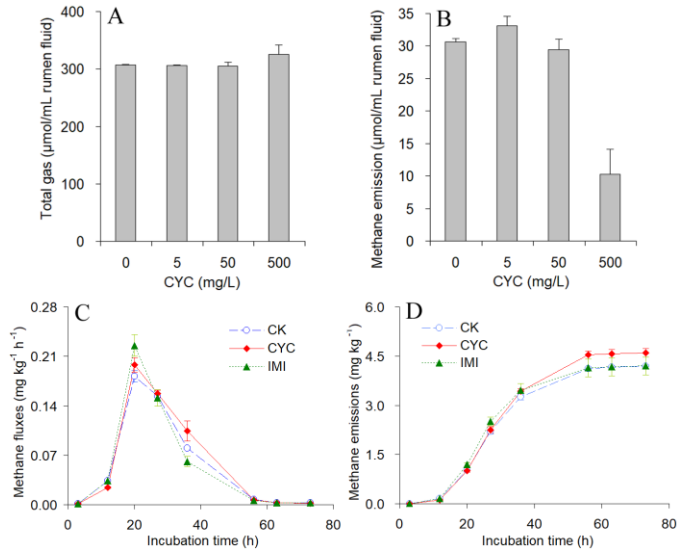 A
Total gas (μmol/mL rumen fluid)
400
300
200
100
0
0 5 50 500
CYC (mg/L)
B
Methane emission (μmol/mL rumen fluid)
35
30
25
20
15
10
5
0
0 5 50 500
CYC (mg/L)
C
Methane fluxes (mg kg⁻¹ h⁻¹)
0.28
0.21
0.14
0.07
0.00
CK
CYC
IMI
0 20 40 60 80
Incubation time (h)
D
Methane emissions (mg kg⁻¹)
6.0
4.5
3.0
1.5
0.0
CK
CYC
IMI
0 20 40 60 80
Incubation time (h)